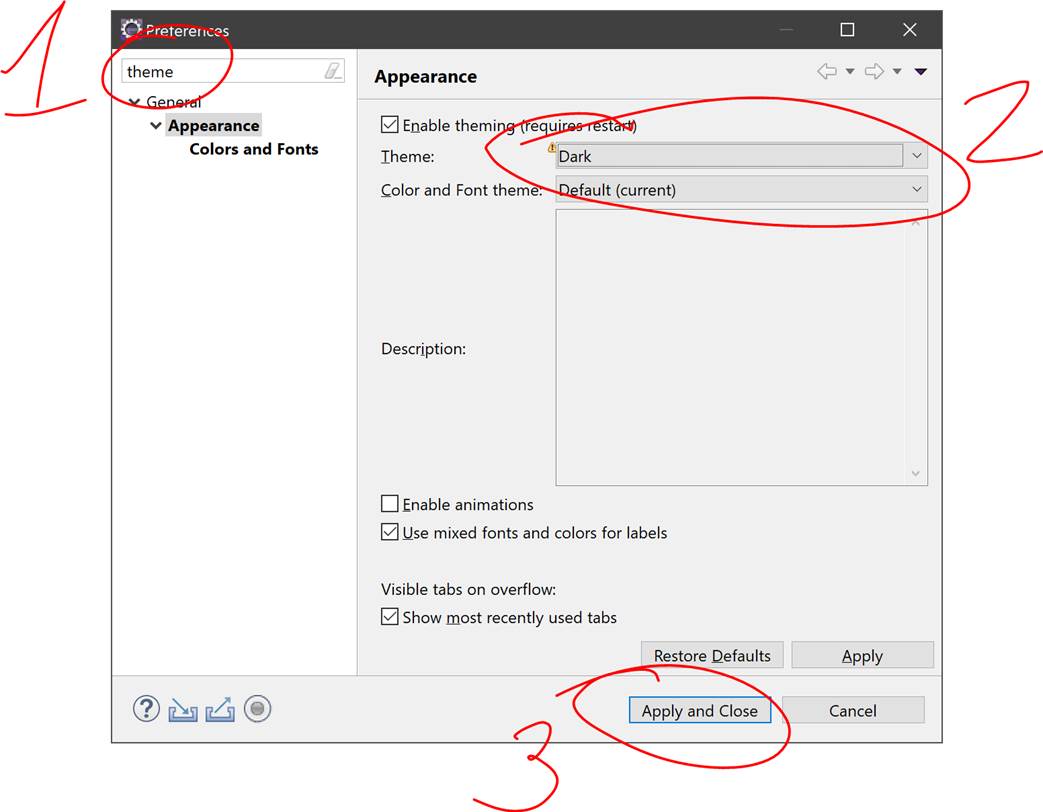 1
Preferences
theme
General
Appearance
Colors and Fonts
Appearance
2
Enable theming (requires restart)
Theme:
Dark
Color and Font theme:
Default (current)
Description:
Enable animations
Use mixed fonts and colors for labels
Visible tabs on overflow:
Show most recently used tabs
Restore Defaults
Apply
?
Apply and Close
Cancel
3